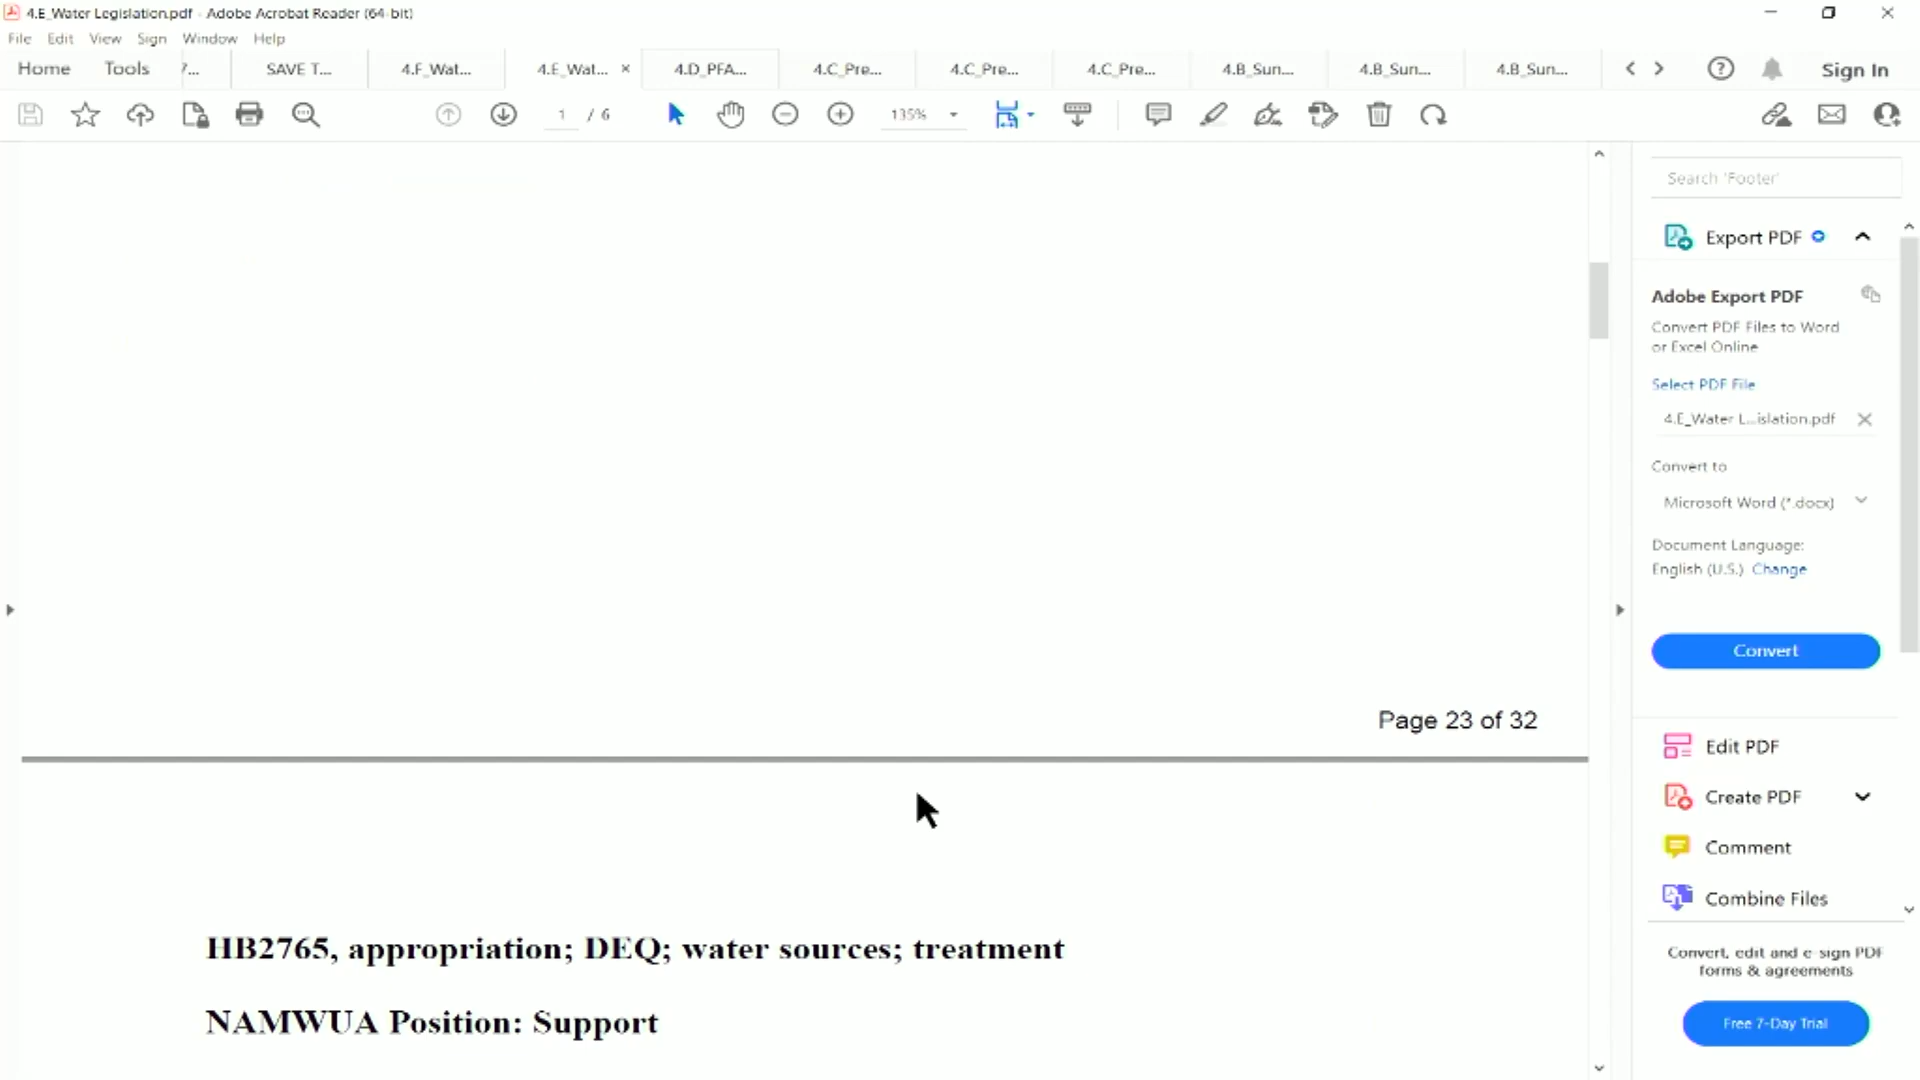 4.E_Water Legislation.pdf - Adobe Acrobat Reader (64-bit)
File Edit View Sign Window Help
Home Tools 7... SAVE T... 4.F_Wat... 4.E_Wat... × 4.D_PFA... 4.C_Pre... 4.C_Pre... 4.C_Pre... 4.B_Sun... 4.B_Sun... 4.B_Sun... Sign In
1 / 6 135%
Search 'Footer'
Export PDF
Adobe Export PDF
Convert PDF Files to Word
or Excel Online
Select PDF File
4.E_Water L...islation.pdf
Convert to
Microsoft Word (*.docx)
Document Language:
English (U.S.) Change
Convert
Page 23 of 32
Edit PDF
Create PDF
Comment
Combine Files
Convert, edit and e-sign PDF
forms & agreements
Free 7-Day Trial
HB2765, appropriation; DEQ; water sources; treatment
NAMWUA Position: Support